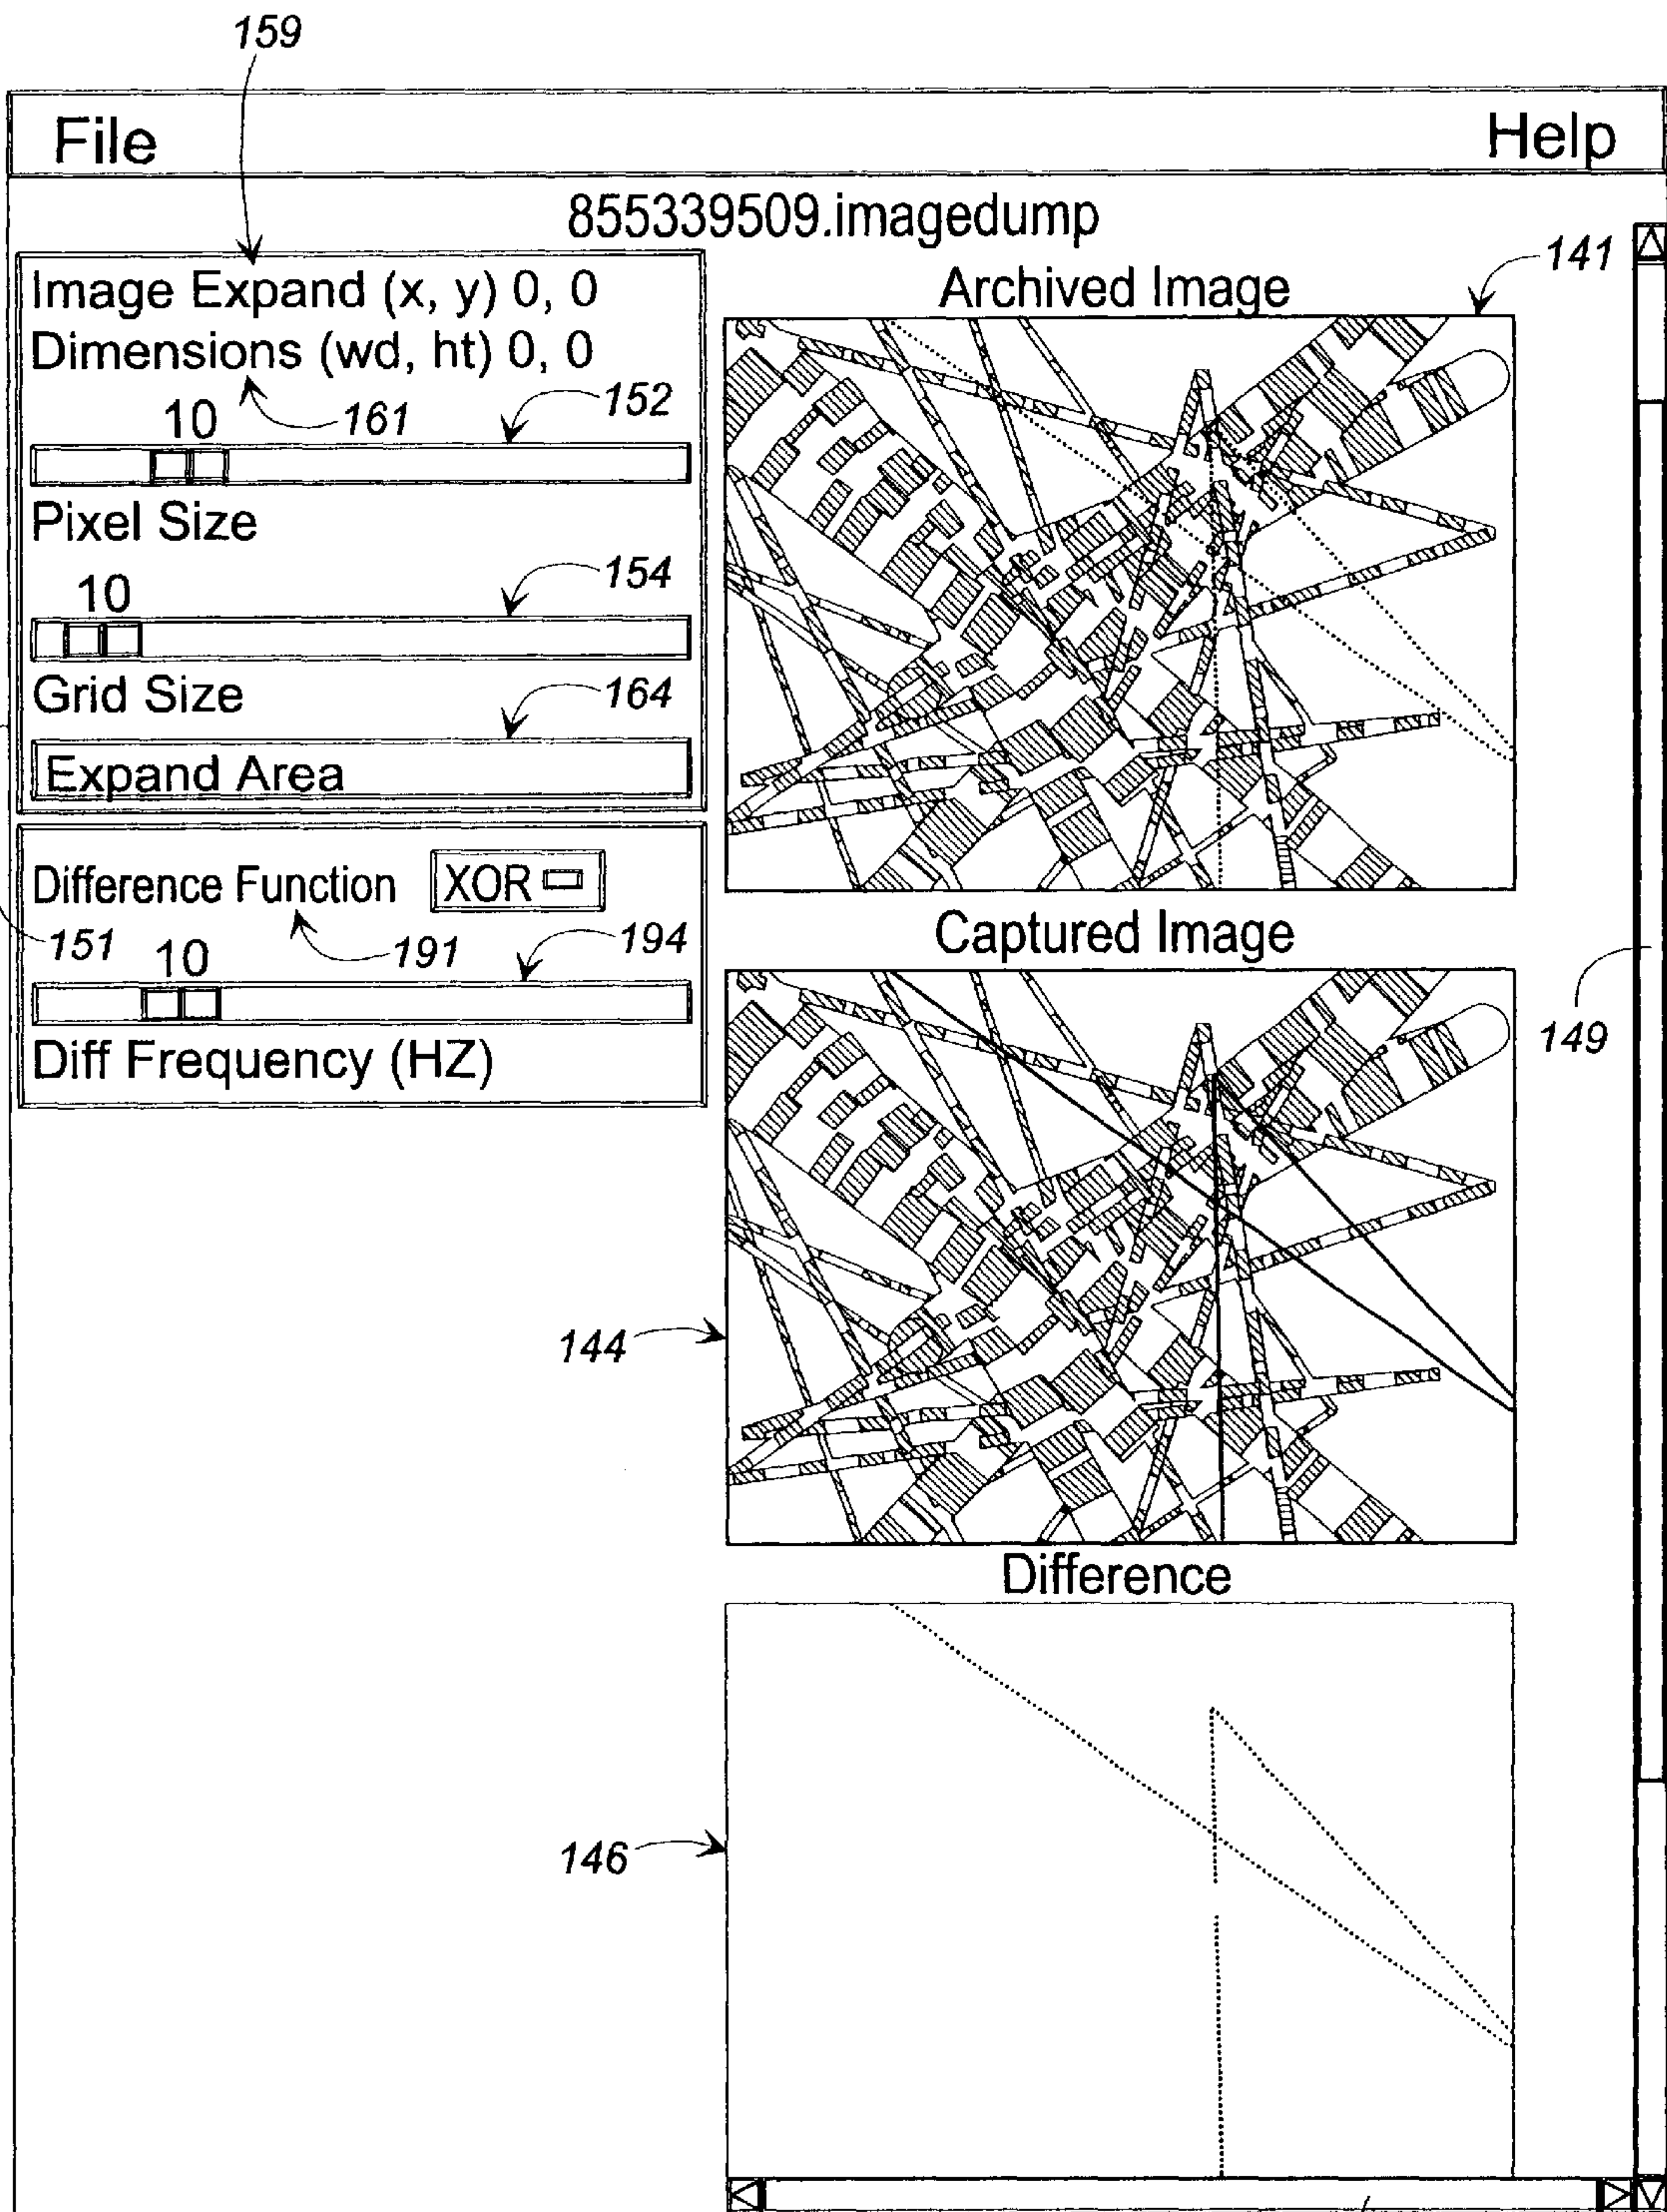 159
File Help
855339509.imagedump
Image Expand (x, y) 0, 0
Dimensions (wd, ht) 0, 0
161
10
152
Pixel Size
10
154
Grid Size
164
Expand Area
Difference Function XOR
151
191
10
194
Diff Frequency (HZ)
Archived Image
141
Captured Image
149
144
Difference
146